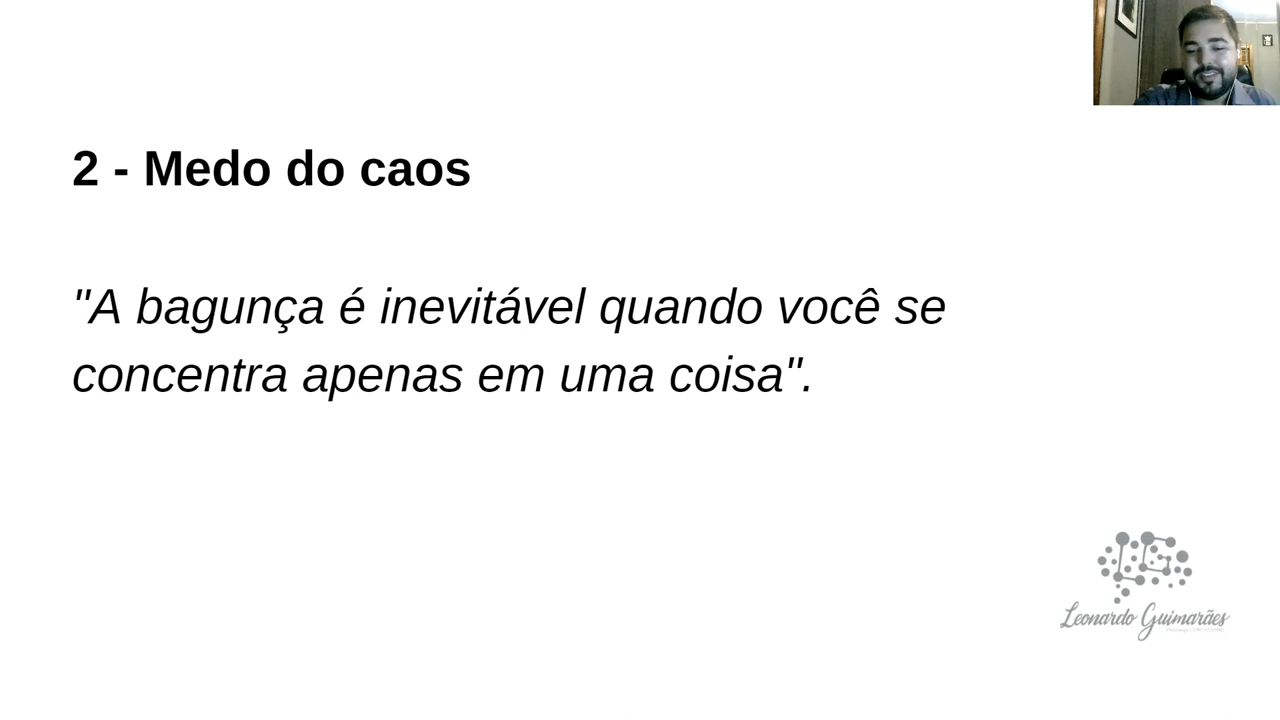 2 - Medo do caos
"A bagunça é inevitável quando você se
concentra apenas em uma coisa".
Leonardo Guimarães